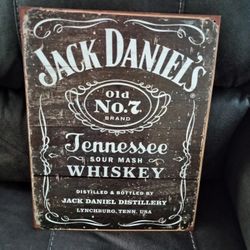 JACK DANIEL'S
Old
No.7
BRAND
Tennessee
SOUR MASH
WHISKEY
DISTILLED & BOTTLED BY
JACK DANIEL DISTILLERY
LYNCHBURG, TENN. USA